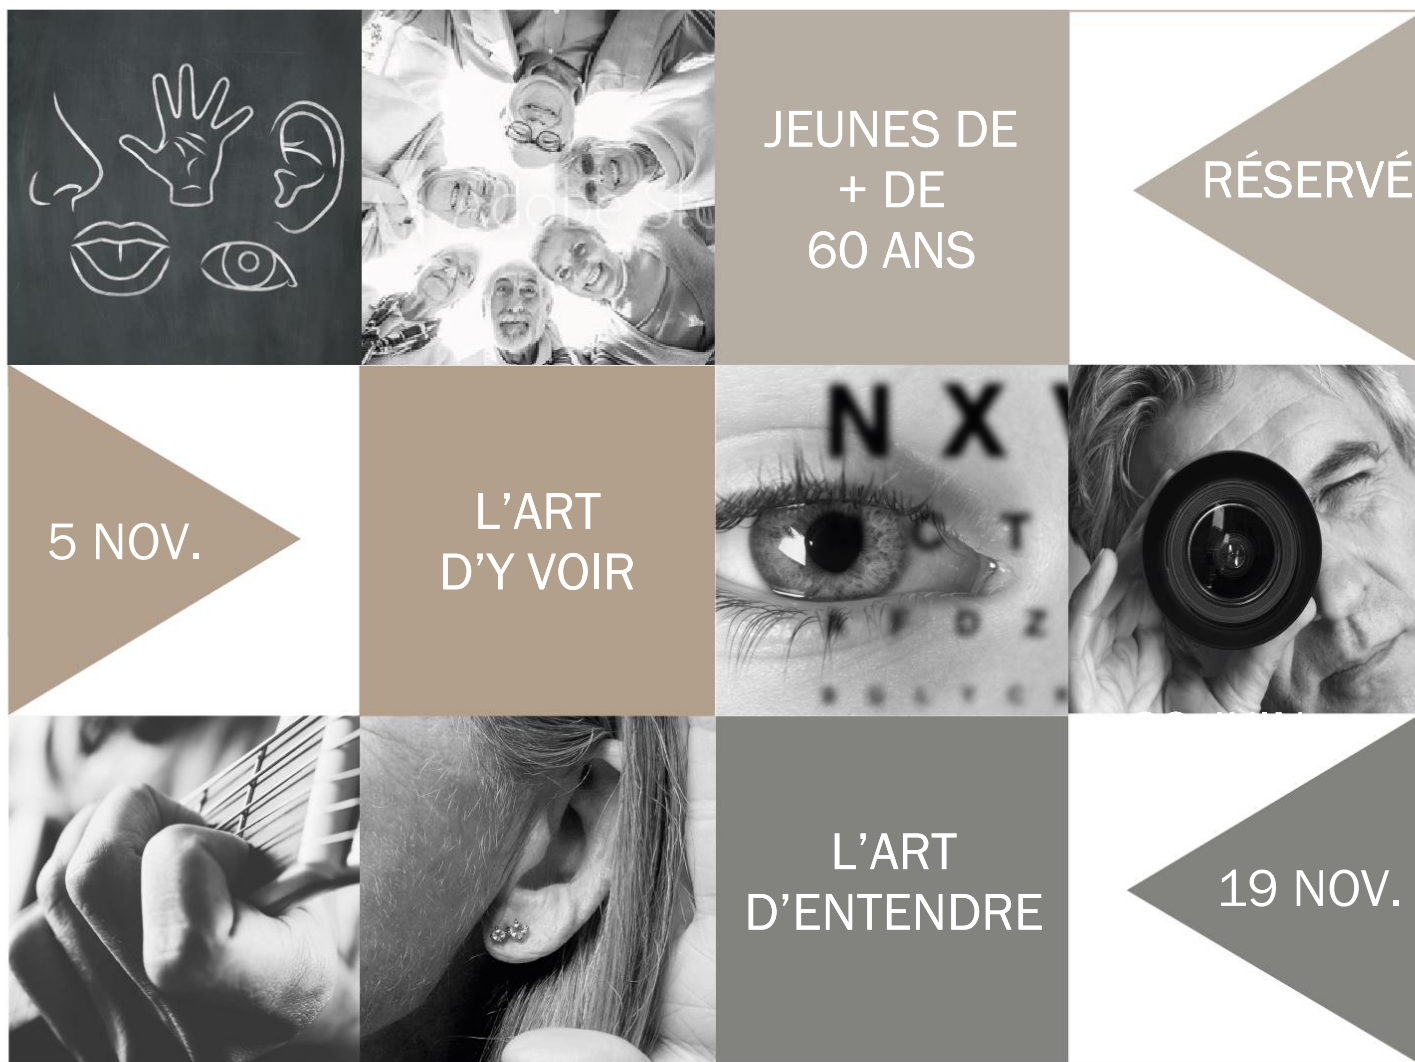 JEUNES DE
+ DE
60 ANS
RÉSERVÉ
5 NOV.
L'ART
D'Y VOIR
N X
C T
F D Z
L'ART
D'ENTENDRE
19 NOV.